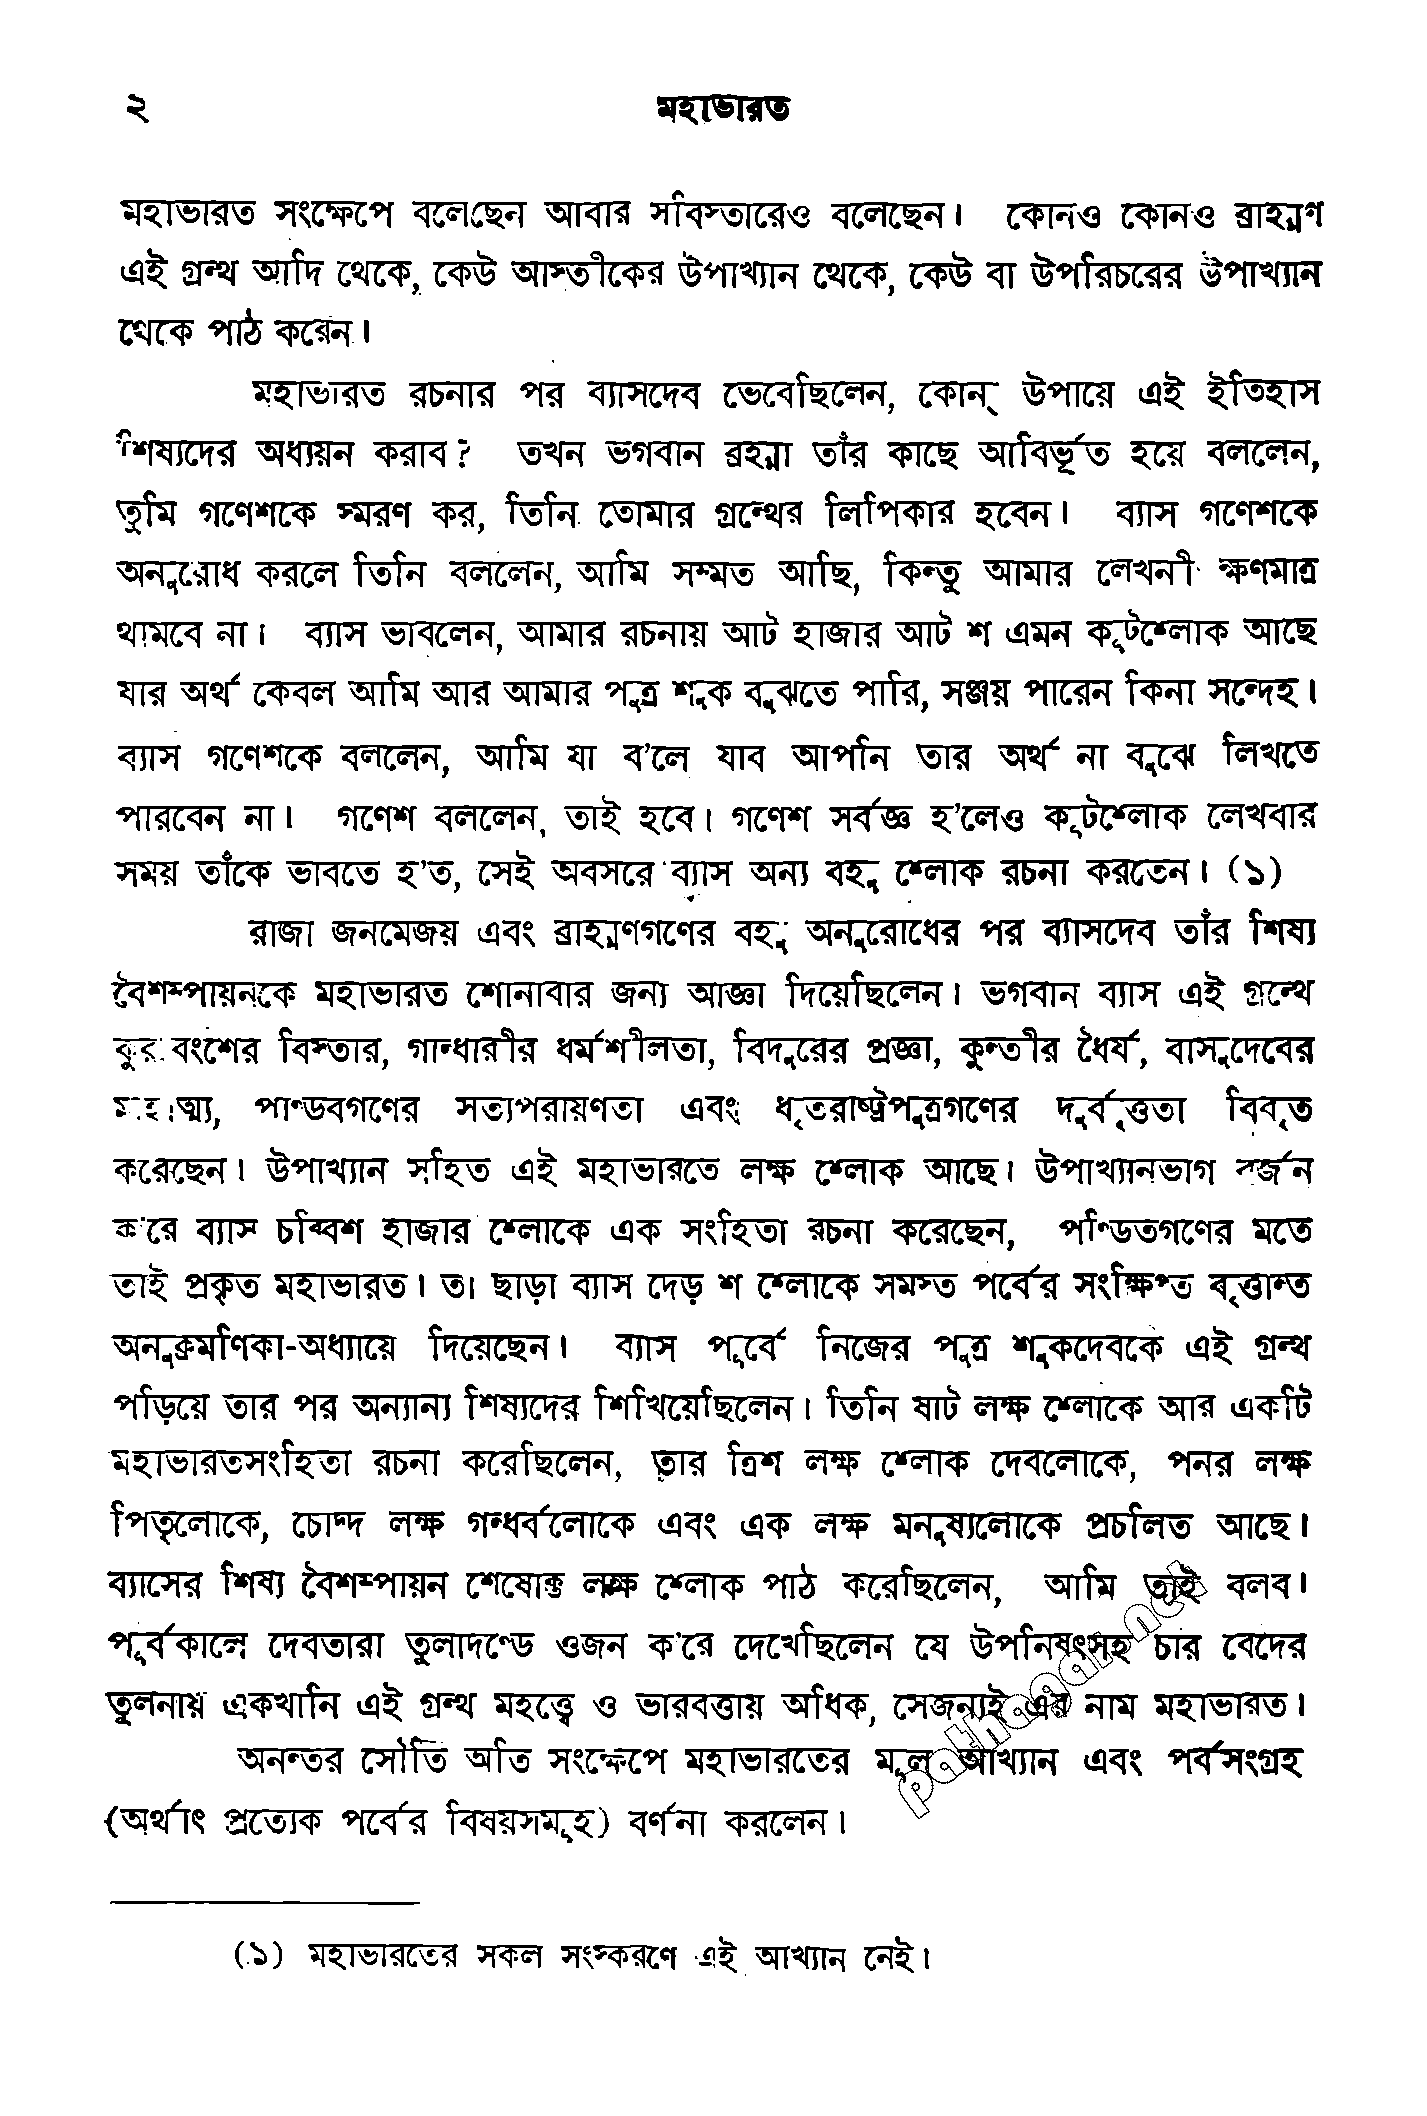 ২
মহাভারত
মহাভারত সংক্ষেপে বলেছেন আবার সবিস্তারেও বলেছেন। কোনও কোনও ব্রাহ্মণ
এই গ্রন্থ আদি থেকে, কেউ আস্তীকের উপাখ্যান থেকে, কেউ বা উপরিচরের উপাখ্যান
থেকে পাঠ করেন।
মহাভারত রচনার পর ব্যাসদেব ভেবেছিলেন, কোন্ উপায়ে এই ইতিহাস
শিষ্যদের অধ্যয়ন করাব? তখন ভগবান ব্রহ্মা তাঁর কাছে আবির্ভূত হয়ে বললেন,
তুমি গণেশকে স্মরণ কর, তিনি তোমার গ্রন্থের লিপিকার হবেন। ব্যাস গণেশকে
অনুরোধ করলে তিনি বললেন, আমি সম্মত আছি, কিন্তু আমার লেখনী ক্ষণমাত্র
থামবে না। ব্যাস ভাবলেন, আমার রচনায় আট হাজার আট শ এমন কূটশ্লোক আছে
যার অর্থ কেবল আমি আর আমার পুত্র শুক বুঝতে পারি, সঞ্জয় পারেন কিনা সন্দেহ।
ব্যাস গণেশকে বললেন, আমি যা ব'লে যাব আপনি তার অর্থ না বুঝে লিখতে
পারবেন না। গণেশ বললেন, তাই হবে। গণেশ সর্বজ্ঞ হ'লেও কূটশ্লোক লেখবার
সময় তাঁকে ভাবতে হ'ত, সেই অবসরে ব্যাস অন্য বহু শ্লোক রচনা করতেন। (১)
রাজা জনমেজয় এবং ব্রাহ্মণগণের বহু অনুরোধের পর ব্যাসদেব তাঁর শিষ্য
বৈশম্পায়নকে মহাভারত শোনাবার জন্য আজ্ঞা দিয়েছিলেন। ভগবান ব্যাস এই গ্রন্থে
কুরুবংশের বিস্তার, গান্ধারীর ধর্মশীলতা, বিদুরের প্রজ্ঞা, কুন্তীর ধৈর্য, বাসুদেবের
মাহাত্ম্য, পাণ্ডবগণের সত্যপরায়ণতা এবং ধৃতরাষ্ট্রপুত্রগণের দুর্বৃত্ততা বিবৃত
করেছেন। উপাখ্যান সহিত এই মহাভারতে লক্ষ শ্লোক আছে। উপাখ্যানভাগ বর্জন
ক'রে ব্যাস চব্বিশ হাজার শ্লোকে এক সংহিতা রচনা করেছেন, পণ্ডিতগণের মতে
তাই প্রকৃত মহাভারত। তা ছাড়া ব্যাস দেড় শ শ্লোকে সমস্ত পর্বের সংক্ষিপ্ত বৃত্তান্ত
অনুক্রমণিকা-অধ্যায়ে দিয়েছেন। ব্যাস পূর্বে নিজের পুত্র শুকদেবকে এই গ্রন্থ
পড়িয়ে তার পর অন্যান্য শিষ্যদের শিখিয়েছিলেন। তিনি ষাট লক্ষ শ্লোকে আর একটি
মহাভারতসংহিতা রচনা করেছিলেন, তার ত্রিশ লক্ষ শ্লোক দেবলোকে, পনর লক্ষ
পিতৃলোকে, চোদ্দ লক্ষ গন্ধর্বলোকে এবং এক লক্ষ মনুষ্যলোকে প্রচলিত আছে।
ব্যাসের শিষ্য বৈশম্পায়ন শেষোক্ত লক্ষ শ্লোক পাঠ করেছিলেন, আমি তাই বলব।
পূর্বকালে দেবতারা তুলাদণ্ডে ওজন ক'রে দেখেছিলেন যে উপনিষৎসহ চার বেদের
তুলনায় একখানি এই গ্রন্থ মহত্ত্বে ও ভারবত্তায় অধিক, সেজন্যই এর নাম মহাভারত।
অনন্তর সৌতি অতি সংক্ষেপে মহাভারতের মূল আখ্যান এবং পর্বসংগ্রহ
(অর্থাৎ প্রত্যেক পর্বের বিষয়সমূহ) বর্ণনা করলেন।
(১) মহাভারতের সকল সংস্করণে এই আখ্যান নেই।
pathagar.net